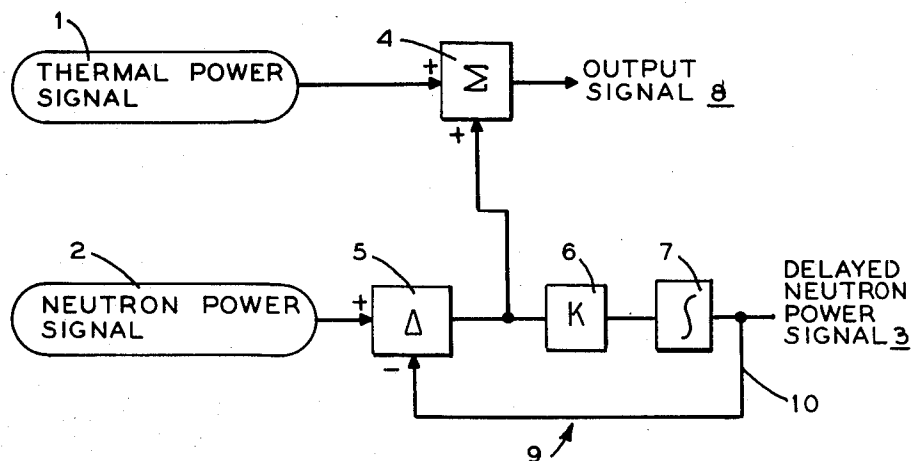 1
THERMAL POWER
SIGNAL
4
+
Σ
+
OUTPUT
SIGNAL 8
2
NEUTRON POWER
SIGNAL
+
5
Δ
−
6
K
7
∫
DELAYED
NEUTRON
POWER
SIGNAL 3
10
9